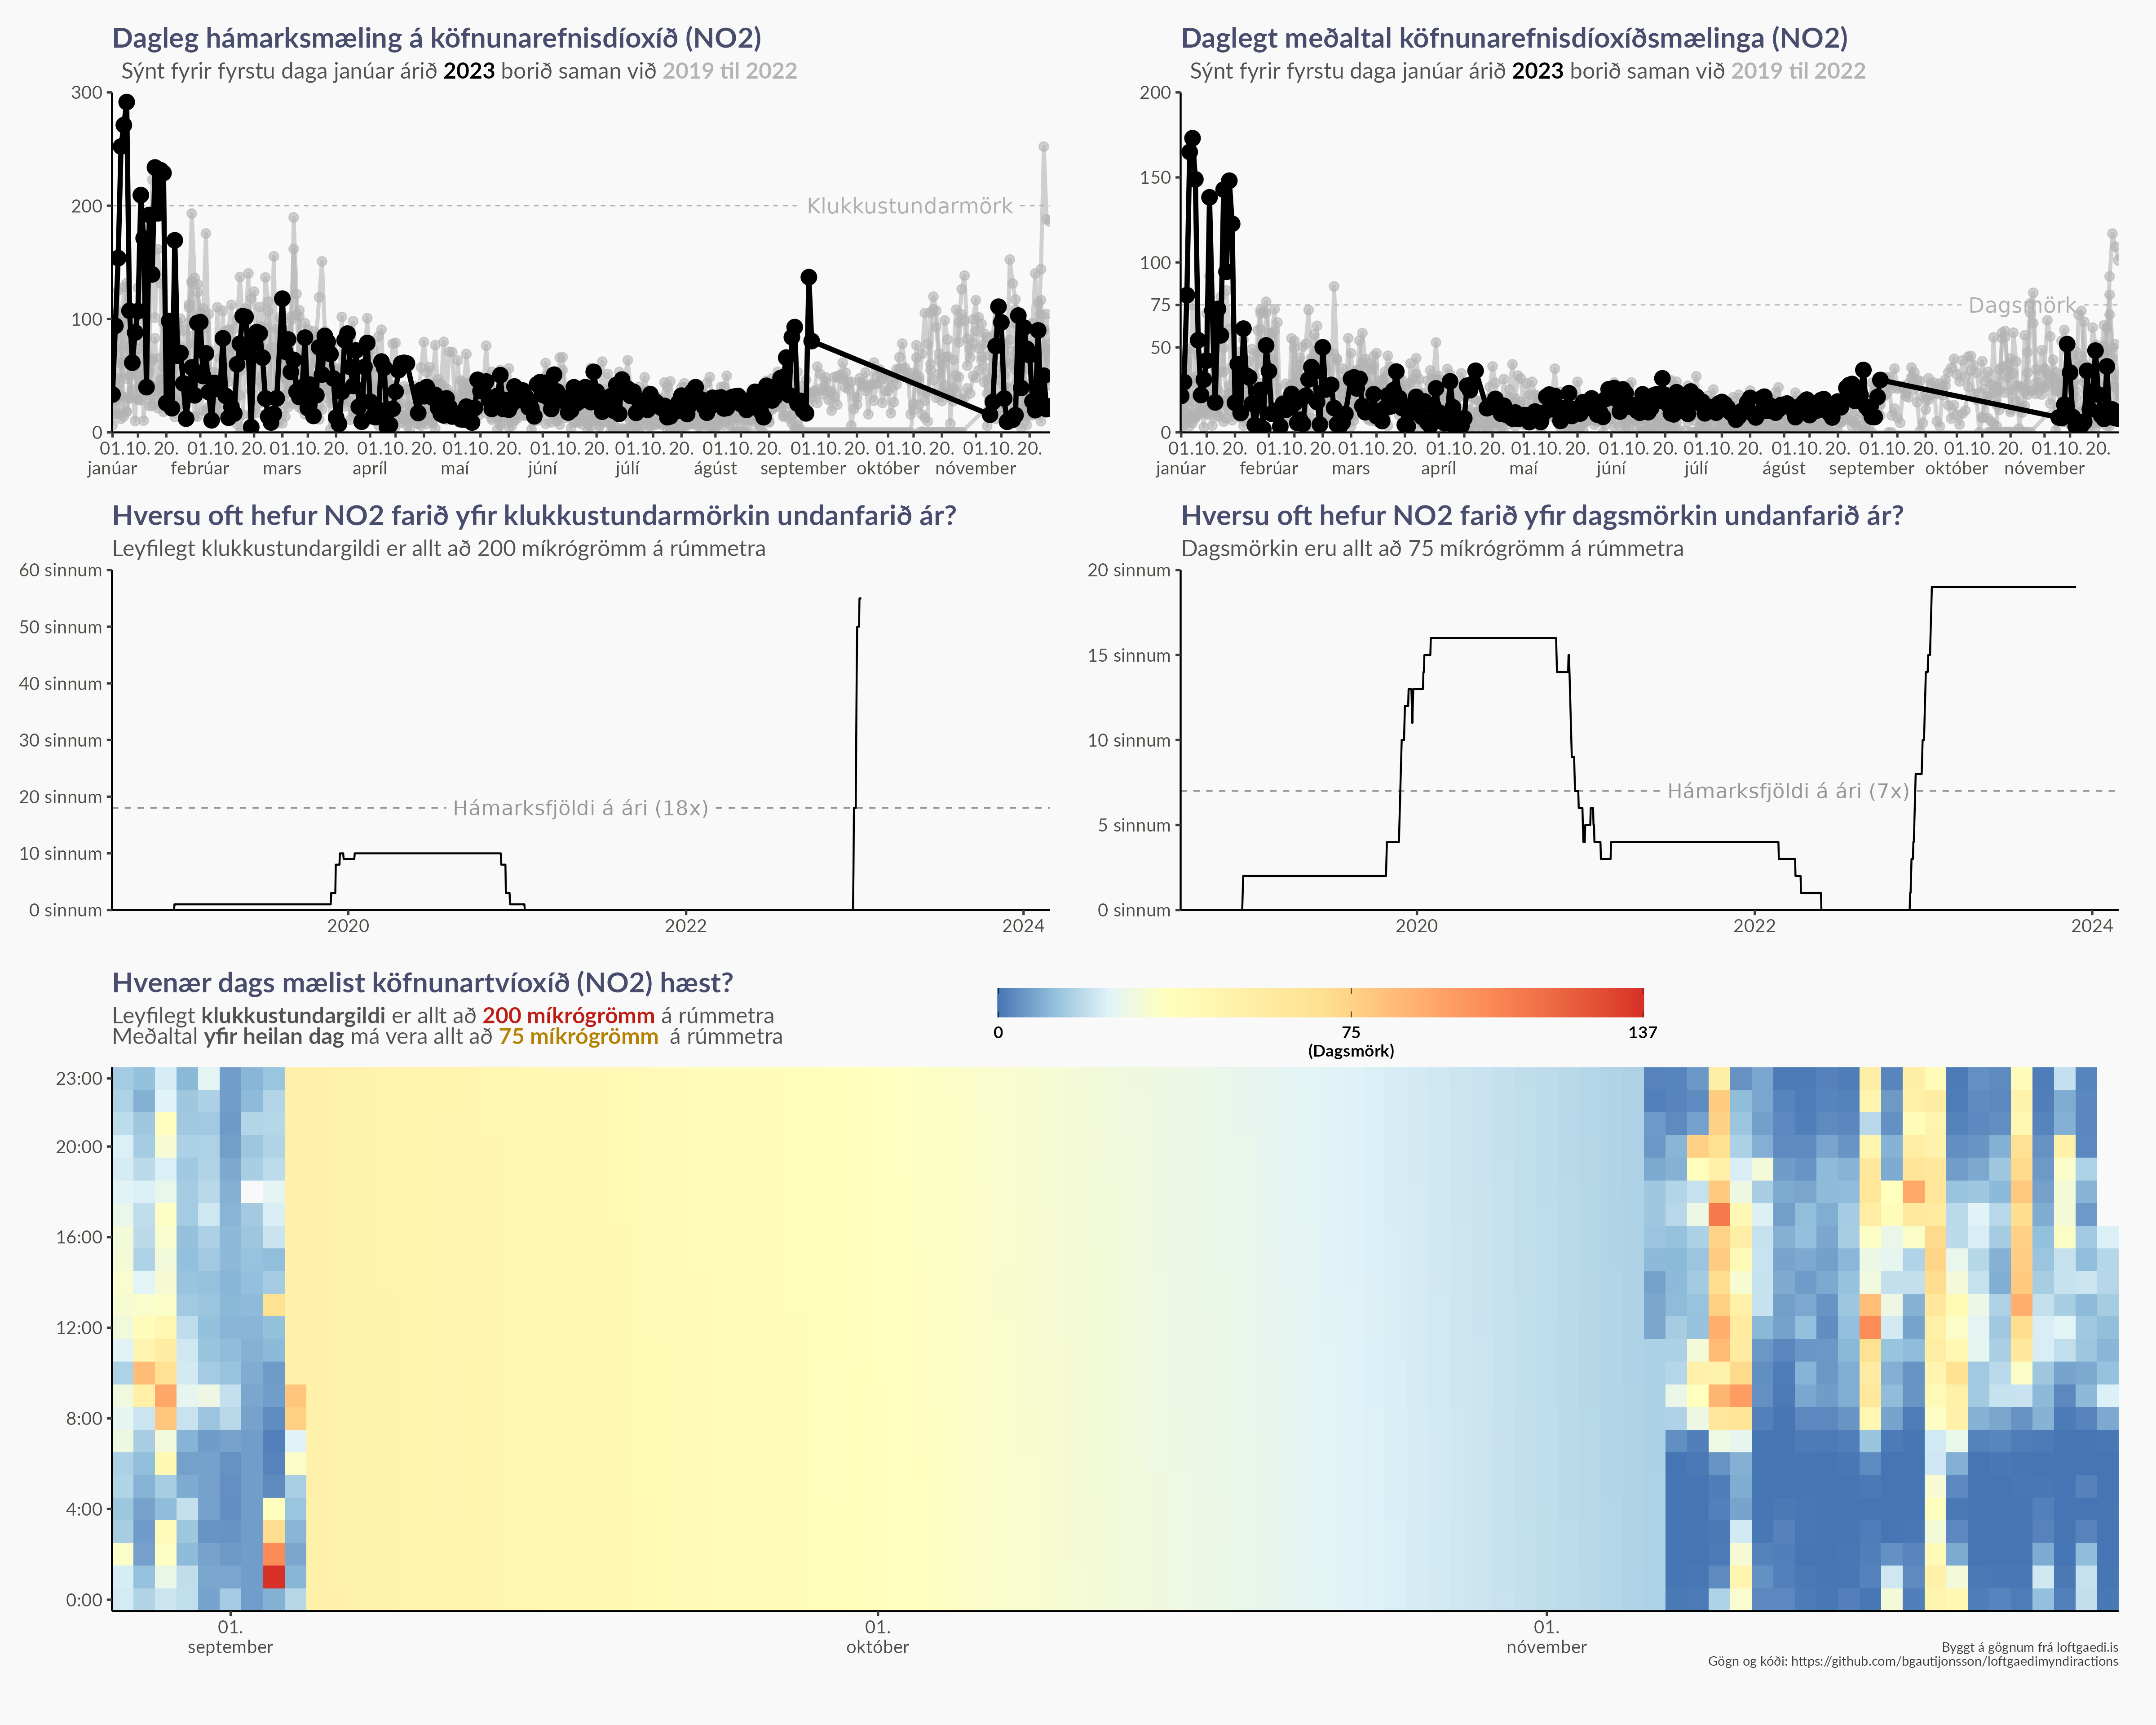 Dagleg hámarksmæling á köfnunarefnisdíoxíð (NO2)
Sýnt fyrir fyrstu daga janúar árið 2023 borið saman við 2019 til 2022
300
200
100
0
Klukkustundarmörk
01. 10. 20. 01. 10. 20. 01. 10. 20. 01. 10. 20. 01. 10. 20. 01. 10. 20. 01. 10. 20. 01. 10. 20. 01. 10. 20. 01. 10. 20. 01. 10. 20.
janúar febrúar mars apríl maí júní júlí ágúst september október nóvember
Daglegt meðaltal köfnunarefnisdíoxíðsmælinga (NO2)
Sýnt fyrir fyrstu daga janúar árið 2023 borið saman við 2019 til 2022
200
150
100
75
50
0
Dagsmörk
01. 10. 20. 01. 10. 20. 01. 10. 20. 01. 10. 20. 01. 10. 20. 01. 10. 20. 01. 10. 20. 01. 10. 20. 01. 10. 20. 01. 10. 20. 01. 10. 20.
janúar febrúar mars apríl maí júní júlí ágúst september október nóvember
Hversu oft hefur NO2 farið yfir klukkustundarmörkin undanfarið ár?
Leyfilegt klukkustundargildi er allt að 200 míkrógrömm á rúmmetra
60 sinnum
50 sinnum
40 sinnum
30 sinnum
20 sinnum
10 sinnum
0 sinnum
Hámarksfjöldi á ári (18x)
2020 2022 2024
Hversu oft hefur NO2 farið yfir dagsmörkin undanfarið ár?
Dagsmörkin eru allt að 75 míkrógrömm á rúmmetra
20 sinnum
15 sinnum
10 sinnum
5 sinnum
0 sinnum
Hámarksfjöldi á ári (7x)
2020 2022 2024
Hvenær dags mælist köfnunartvíoxíð (NO2) hæst?
Leyfilegt klukkustundargildi er allt að 200 míkrógrömm á rúmmetra
Meðaltal yfir heilan dag má vera allt að 75 míkrógrömm á rúmmetra
0 75 137
(Dagsmörk)
23:00
20:00
16:00
12:00
8:00
4:00
0:00
01. 01. 01.
september október nóvember
Byggt á gögnum frá loftgaedi.is
Gögn og kóði: https://github.com/bgautijonsson/loftgaedimyndiractions